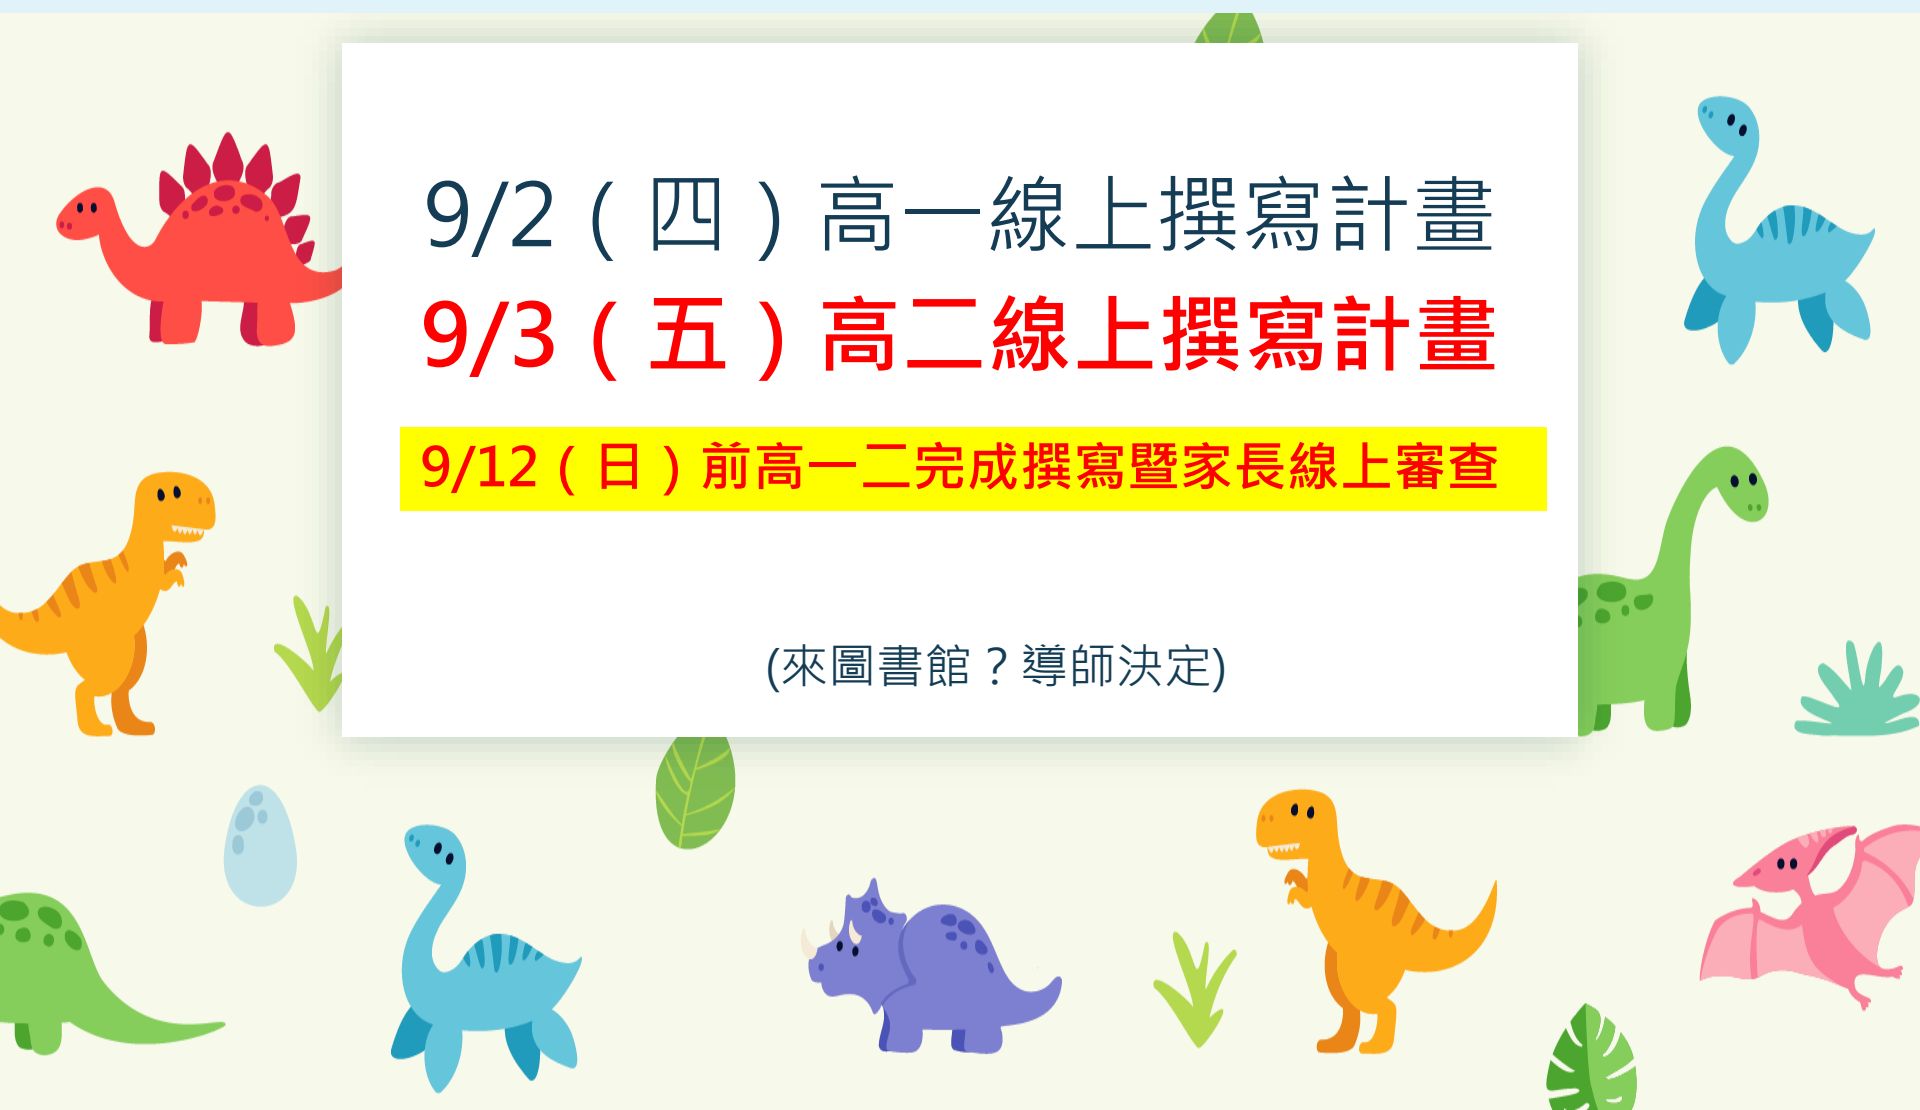 9/2（四）高一線上撰寫計畫
9/3（五）高二線上撰寫計畫
9/12（日）前高一二完成撰寫暨家長線上審查
(來圖書館？導師決定)